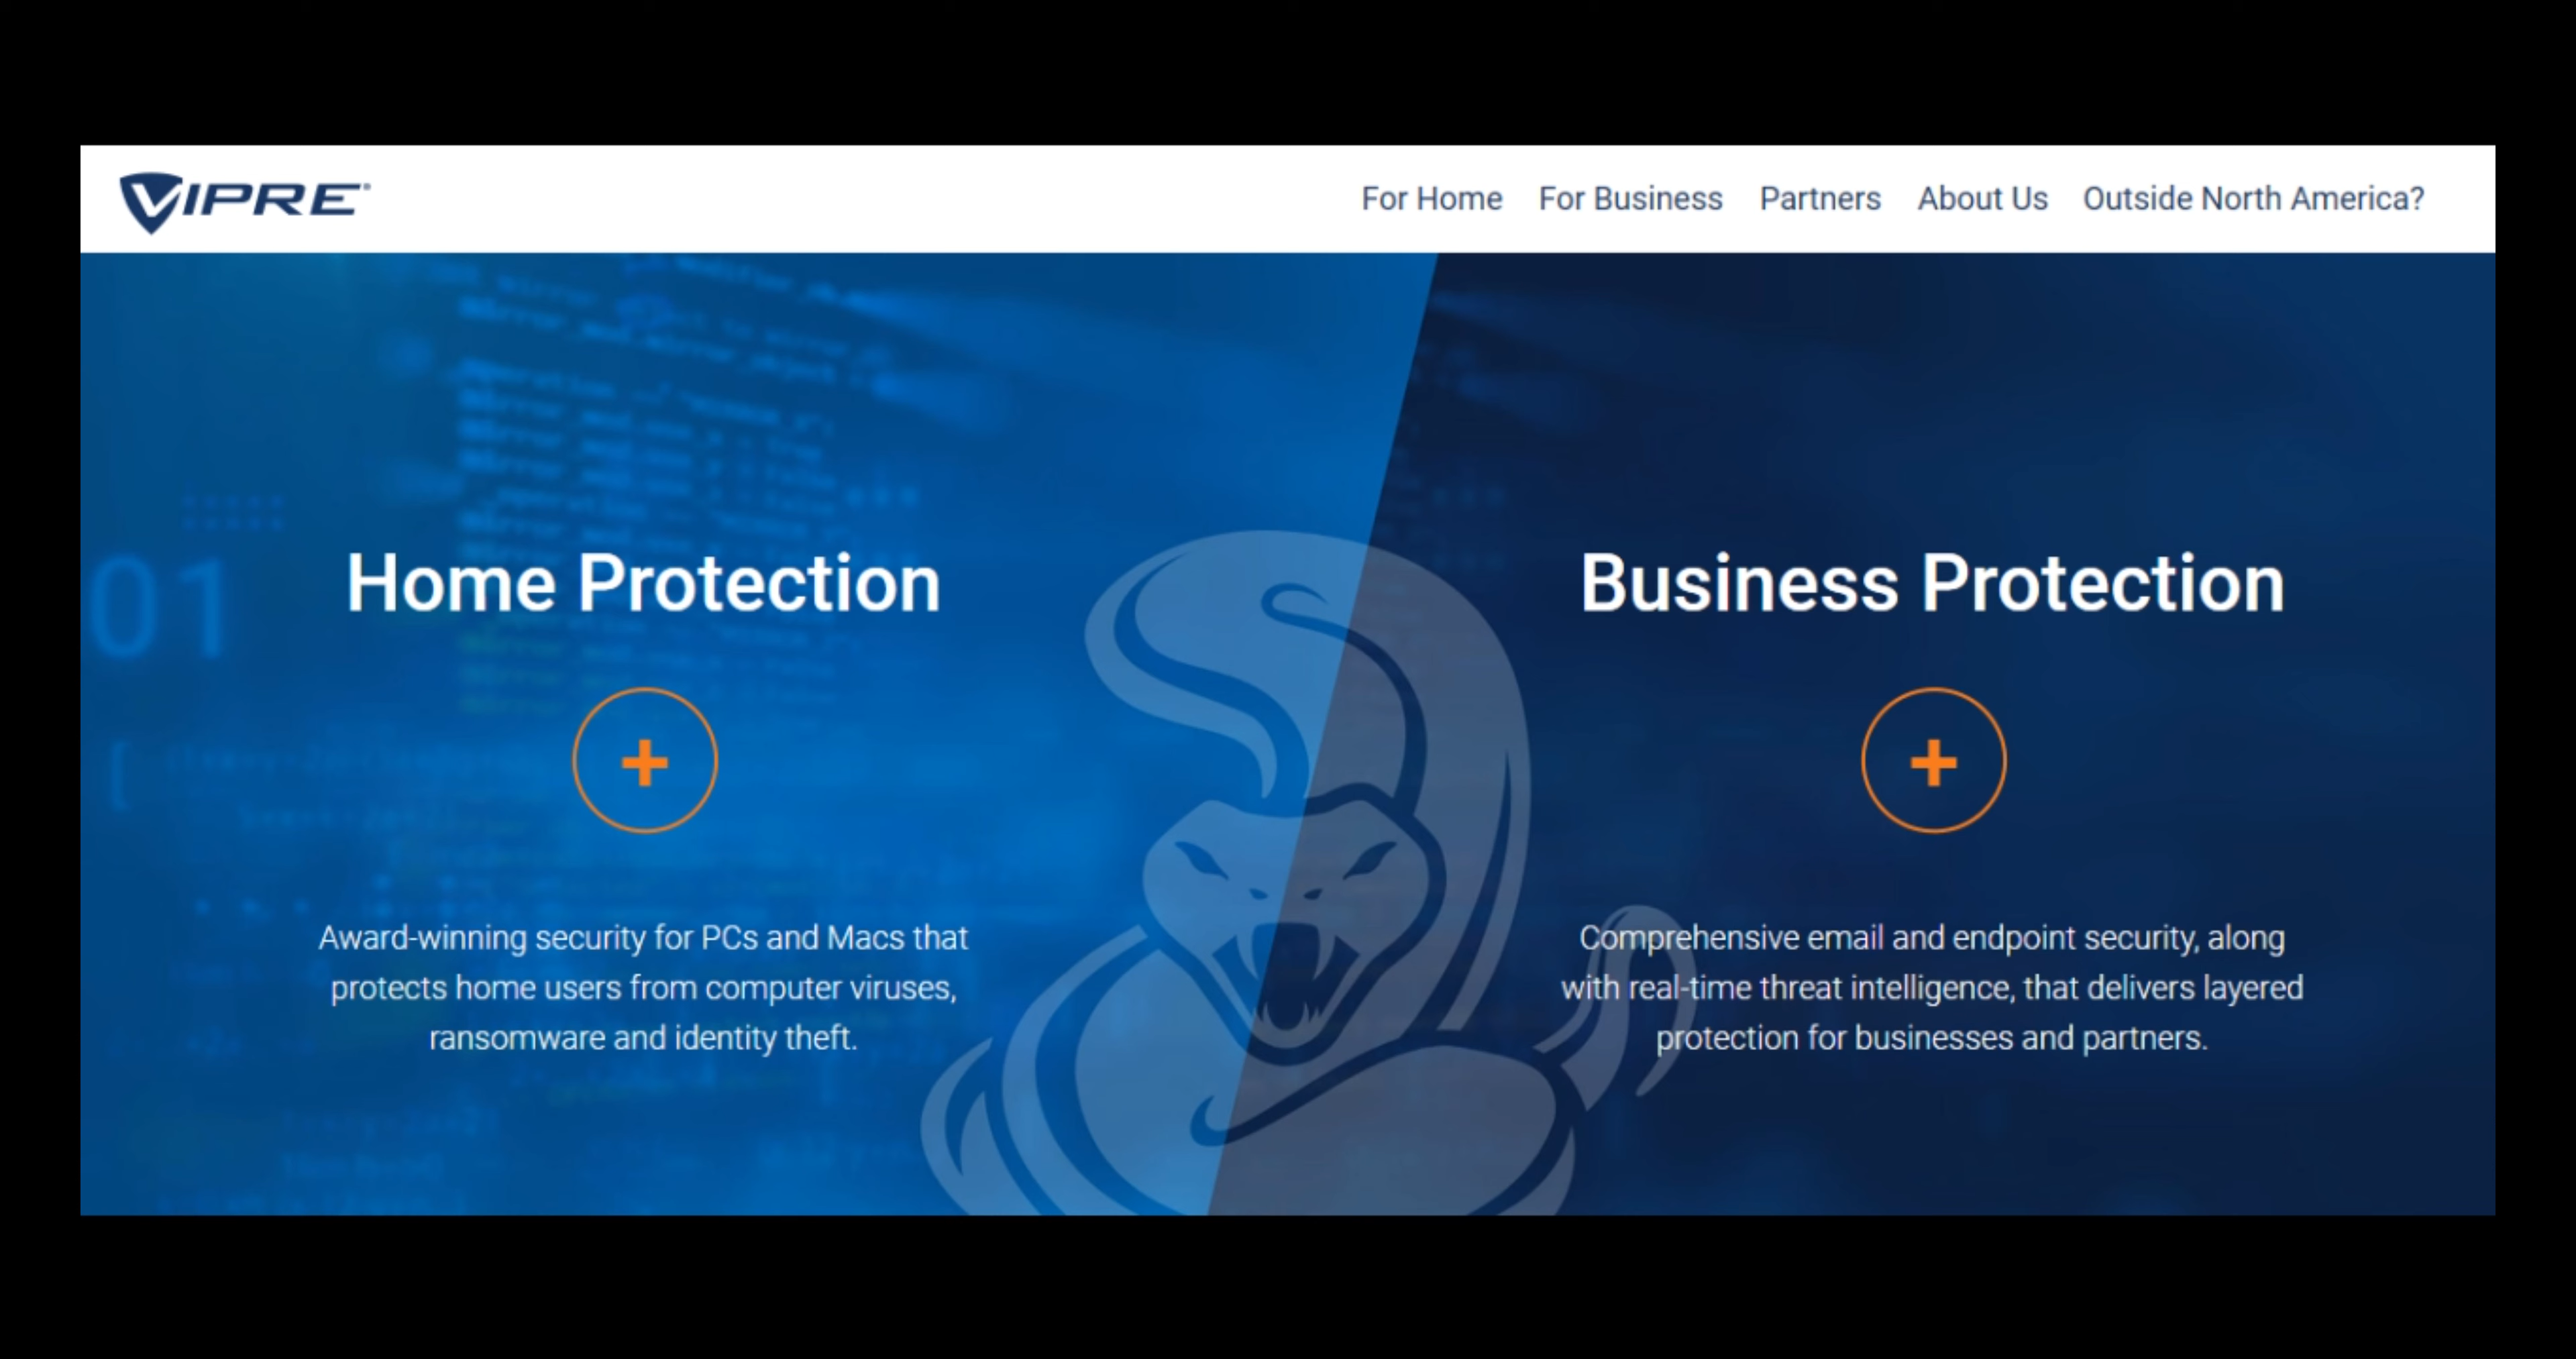 VIPRE®
For Home For Business Partners About Us Outside North America?
Home Protection
Business Protection
01
+
+
Award-winning security for PCs and Macs that
protects home users from computer viruses,
ransomware and identity theft.
Comprehensive email and endpoint security, along
with real-time threat intelligence, that delivers layered
protection for businesses and partners.